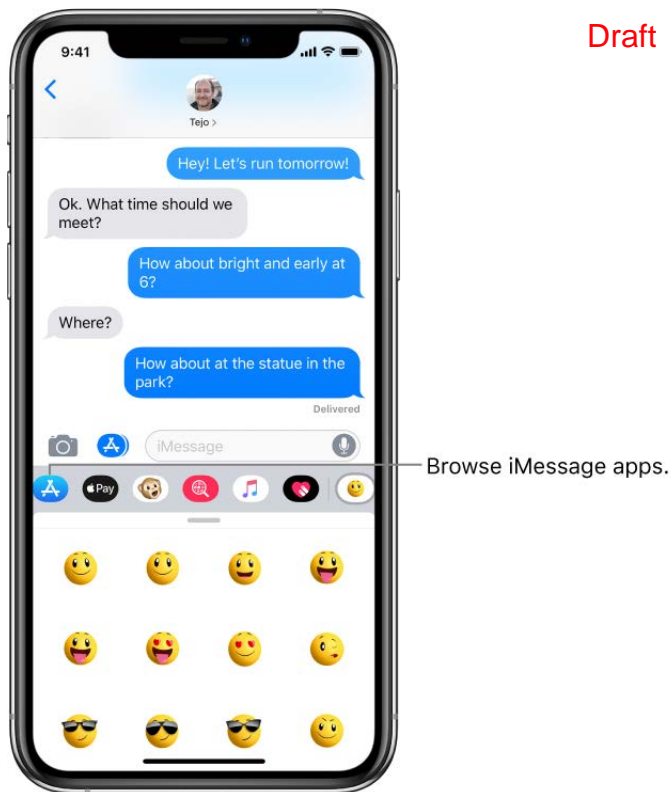 Draft
9:41
Tejo >
Hey! Let's run tomorrow!
Ok. What time should we
meet?
How about bright and early at
6?
Where?
How about at the statue in the
park?
Delivered
iMessage
Pay
Browse iMessage apps.